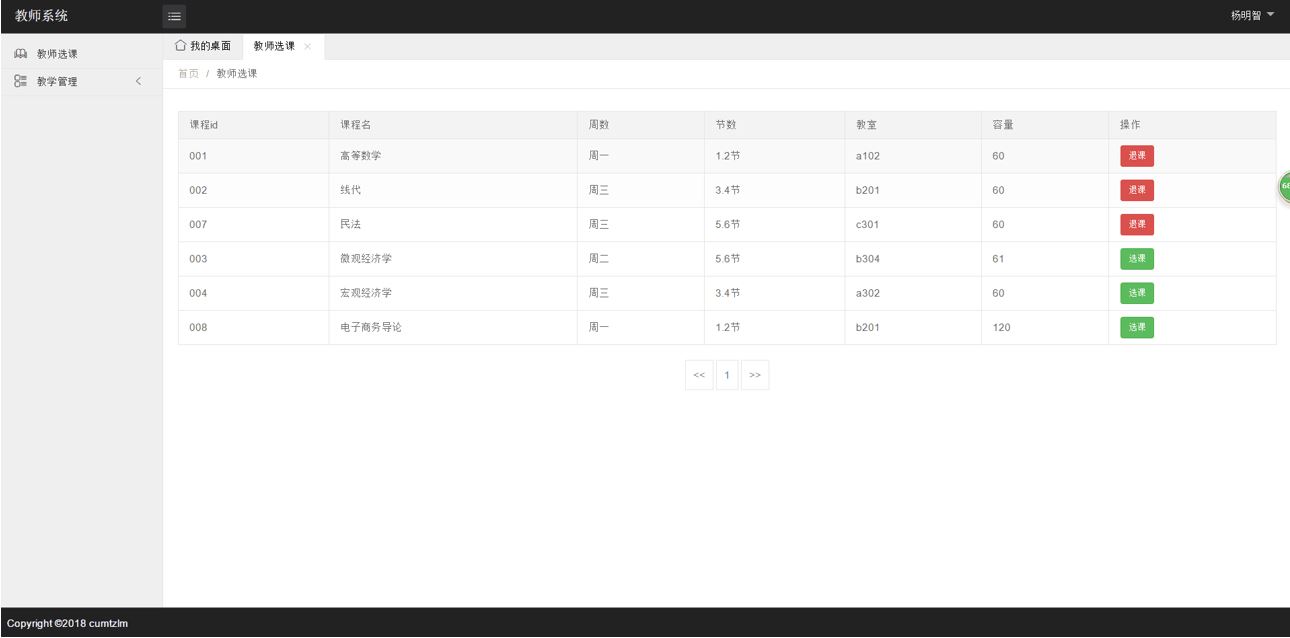 教师系统
杨明智
教师选课
教学管理
我的桌面 教师选课
首页 / 教师选课
课程id 课程名 周数 节数 教室 容量 操作
001 高等数学 周一 1.2节 a102 60 退课
002 线代 周三 3.4节 b201 60 退课
007 民法 周三 5.6节 c301 60 退课
003 微观经济学 周二 5.6节 b304 61 选课
004 宏观经济学 周三 3.4节 a302 60 选课
008 电子商务导论 周一 1.2节 b201 120 选课
<< 1 >>
Copyright ©2018 cumtzlm